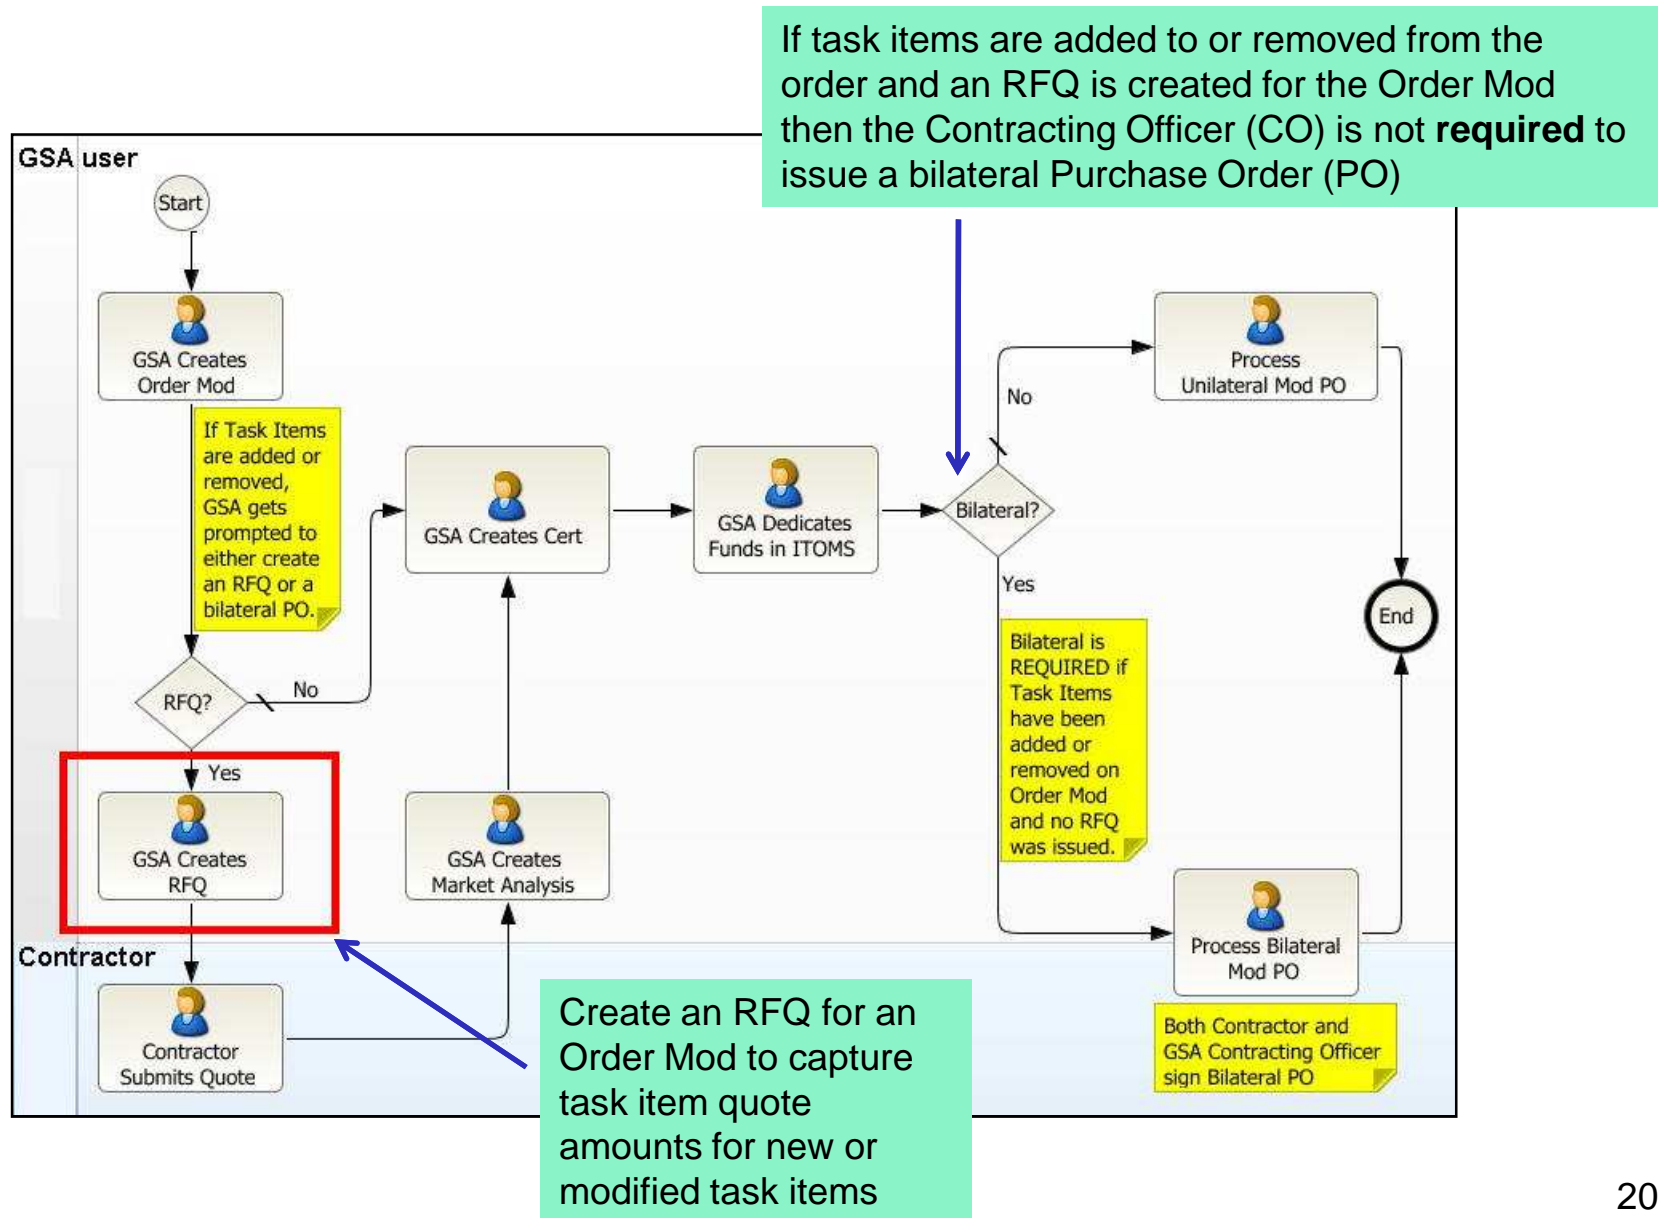 If task items are added to or removed from the
order and an RFQ is created for the Order Mod
then the Contracting Officer (CO) is not required to
issue a bilateral Purchase Order (PO)
GSA user
Start
GSA Creates
Order Mod
If Task Items
are added or
removed,
GSA gets
prompted to
either create
an RFQ or a
bilateral PO.
RFQ?
No
Yes
GSA Creates
RFQ
Contractor
Contractor
Submits Quote
GSA Creates
Market Analysis
GSA Creates Cert
GSA Dedicates
Funds in ITOMS
Bilateral?
No
Process
Unilateral Mod PO
Yes
Bilateral is
REQUIRED if
Task Items
have been
added or
removed on
Order Mod
and no RFQ
was issued.
Process Bilateral
Mod PO
Both Contractor and
GSA Contracting Officer
sign Bilateral PO
End
Create an RFQ for an
Order Mod to capture
task item quote
amounts for new or
modified task items
20